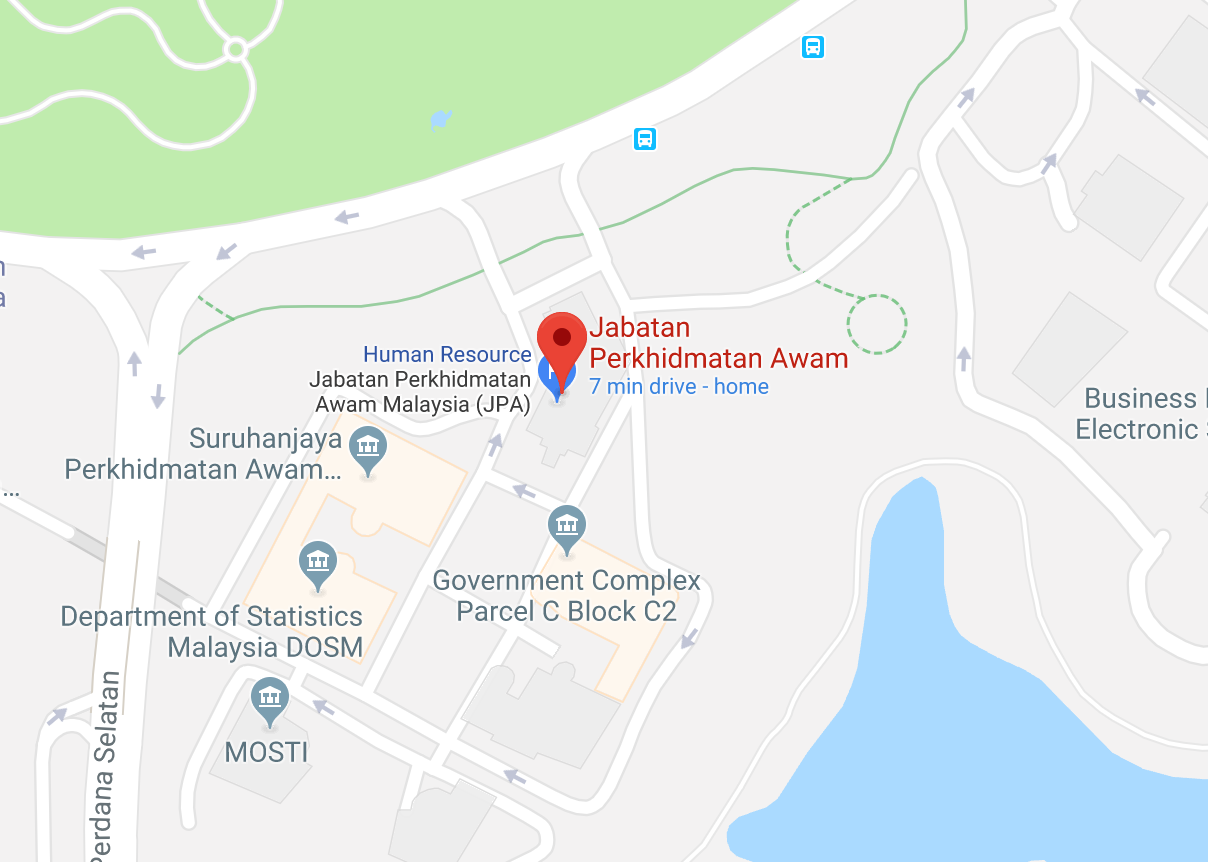 Jabatan
Perkhidmatan Awam
7 min drive - home
Human Resource
Jabatan Perkhidmatan
Awam Malaysia (JPA)
Suruhanjaya
Perkhidmatan Awam...
Business
Electronic
Government Complex
Parcel C Block C2
Department of Statistics
Malaysia DOSM
MOSTI
Perdana Selatan